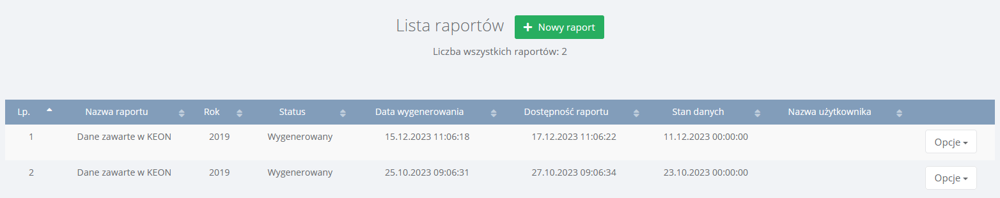 Lista raportów
Nowy raport
Liczba wszystkich raportów: 2
Lp. Nazwa raportu Rok Status Data wygenerowania Dostępność raportu Stan danych Nazwa użytkownika
1 Dane zawarte w KEON 2019 Wygenerowany 15.12.2023 11:06:18 17.12.2023 11:06:22 11.12.2023 00:00:00 Opcje
2 Dane zawarte w KEON 2019 Wygenerowany 25.10.2023 09:06:31 27.10.2023 09:06:34 23.10.2023 00:00:00 Opcje